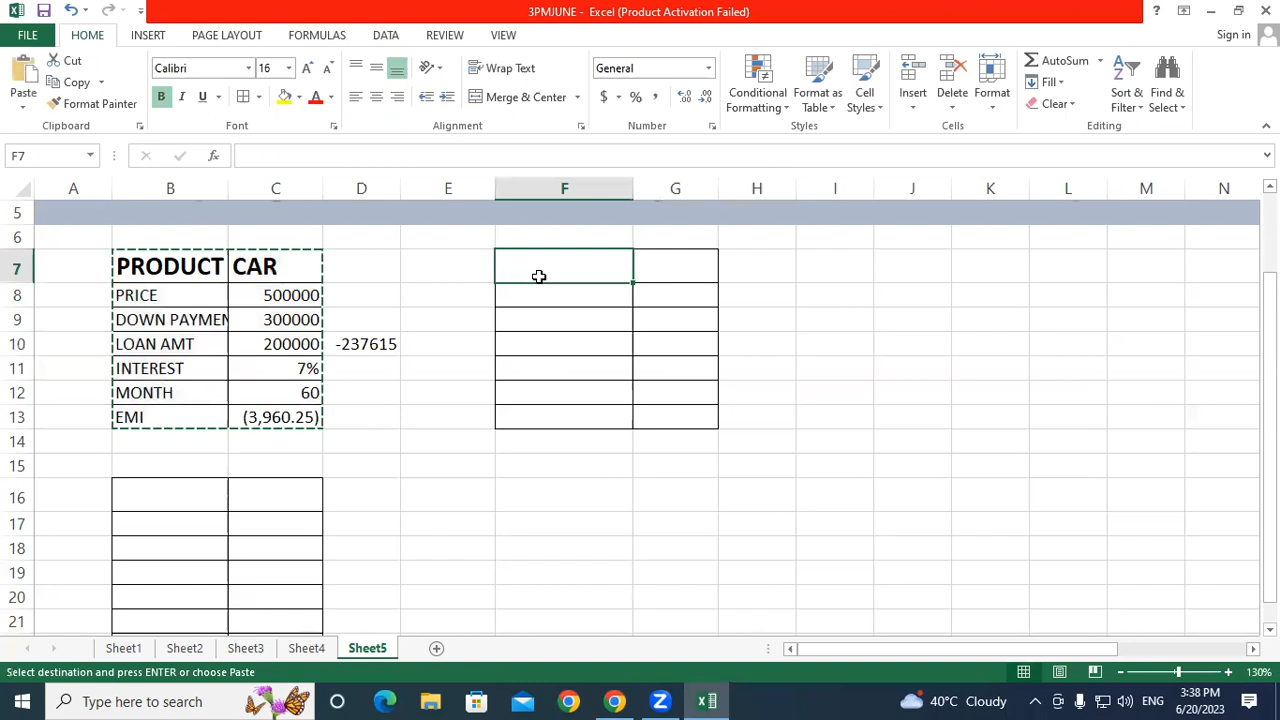 3PMJUNE - Excel (Product Activation Failed)
FILE HOME INSERT PAGE LAYOUT FORMULAS DATA REVIEW VIEW Sign in
Paste Cut Copy Format Painter
Clipboard
Calibri 16
B I U
Font
Wrap Text
Merge & Center
Alignment
General
$ % ,
Number
Conditional Formatting
Format as Table
Cell Styles
Styles
Insert Delete Format
Cells
AutoSum
Fill
Clear
Sort & Filter
Find & Select
Editing
F7 fx
A B C D E F G H I J K L M N
5
6
7 PRODUCT CAR
8 PRICE 500000
9 DOWN PAYMEN 300000
10 LOAN AMT 200000 -237615
11 INTEREST 7%
12 MONTH 60
13 EMI (3,960.25)
14
15
16
17
18
19
20
21
Sheet1 Sheet2 Sheet3 Sheet4 Sheet5
Select destination and press ENTER or choose Paste 130%
Type here to search 40°C Cloudy ENG 3:38 PM
6/20/2023